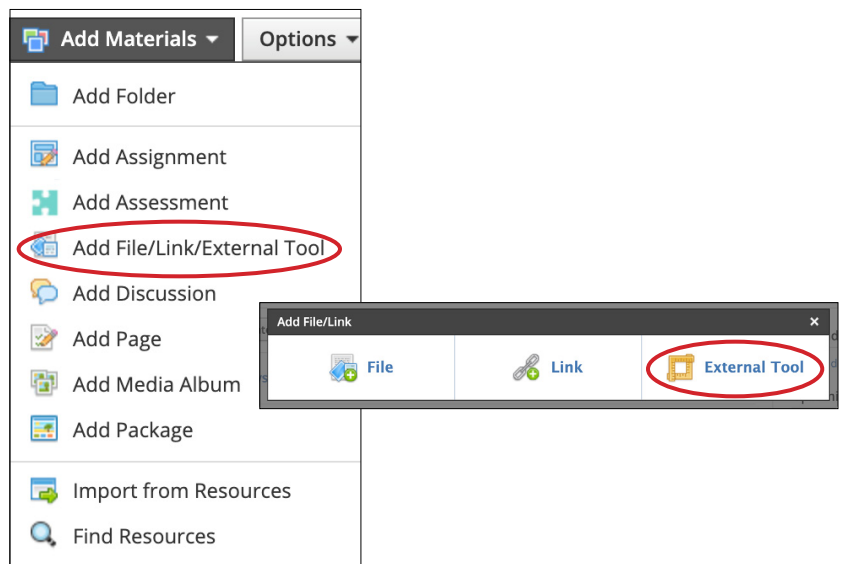 Add Materials
Options
Add Folder
Add Assignment
Add Assessment
Add File/Link/External Tool
Add Discussion
Add Page
Add Media Album
Add Package
Import from Resources
Find Resources
Add File/Link
×
File
Link
External Tool